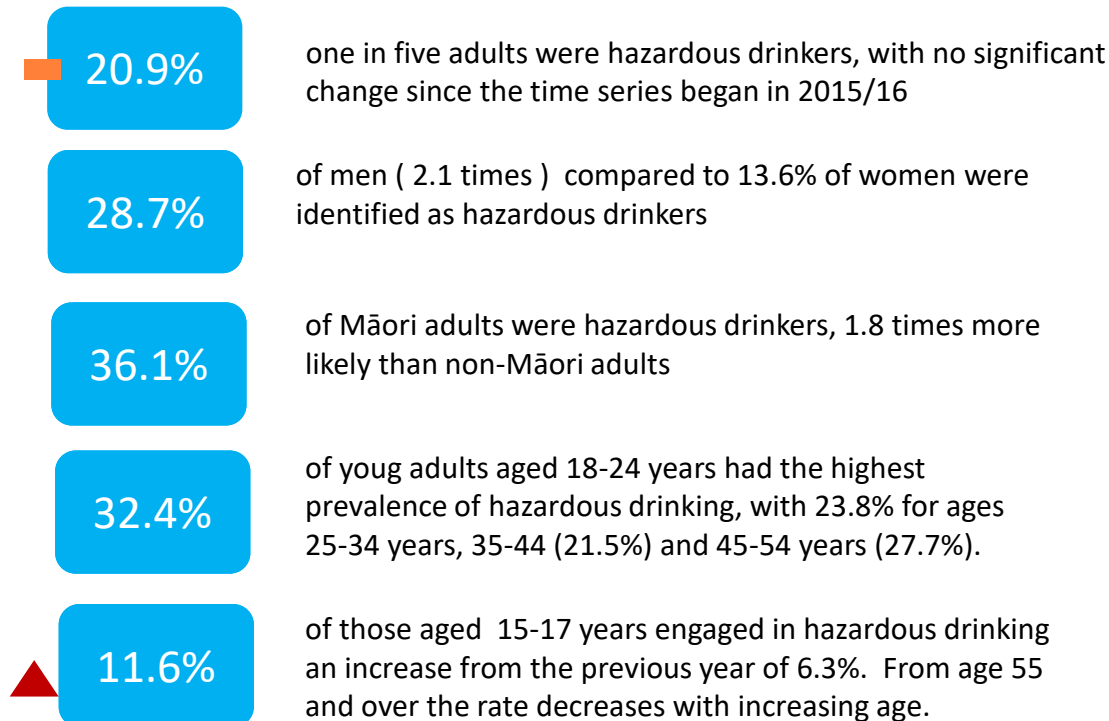 20.9%
one in five adults were hazardous drinkers, with no significant
change since the time series began in 2015/16
28.7%
of men ( 2.1 times ) compared to 13.6% of women were
identified as hazardous drinkers
36.1%
of Māori adults were hazardous drinkers, 1.8 times more
likely than non-Māori adults
32.4%
of youg adults aged 18-24 years had the highest
prevalence of hazardous drinking, with 23.8% for ages
25-34 years, 35-44 (21.5%) and 45-54 years (27.7%).
11.6%
of those aged 15-17 years engaged in hazardous drinking
an increase from the previous year of 6.3%. From age 55
and over the rate decreases with increasing age.